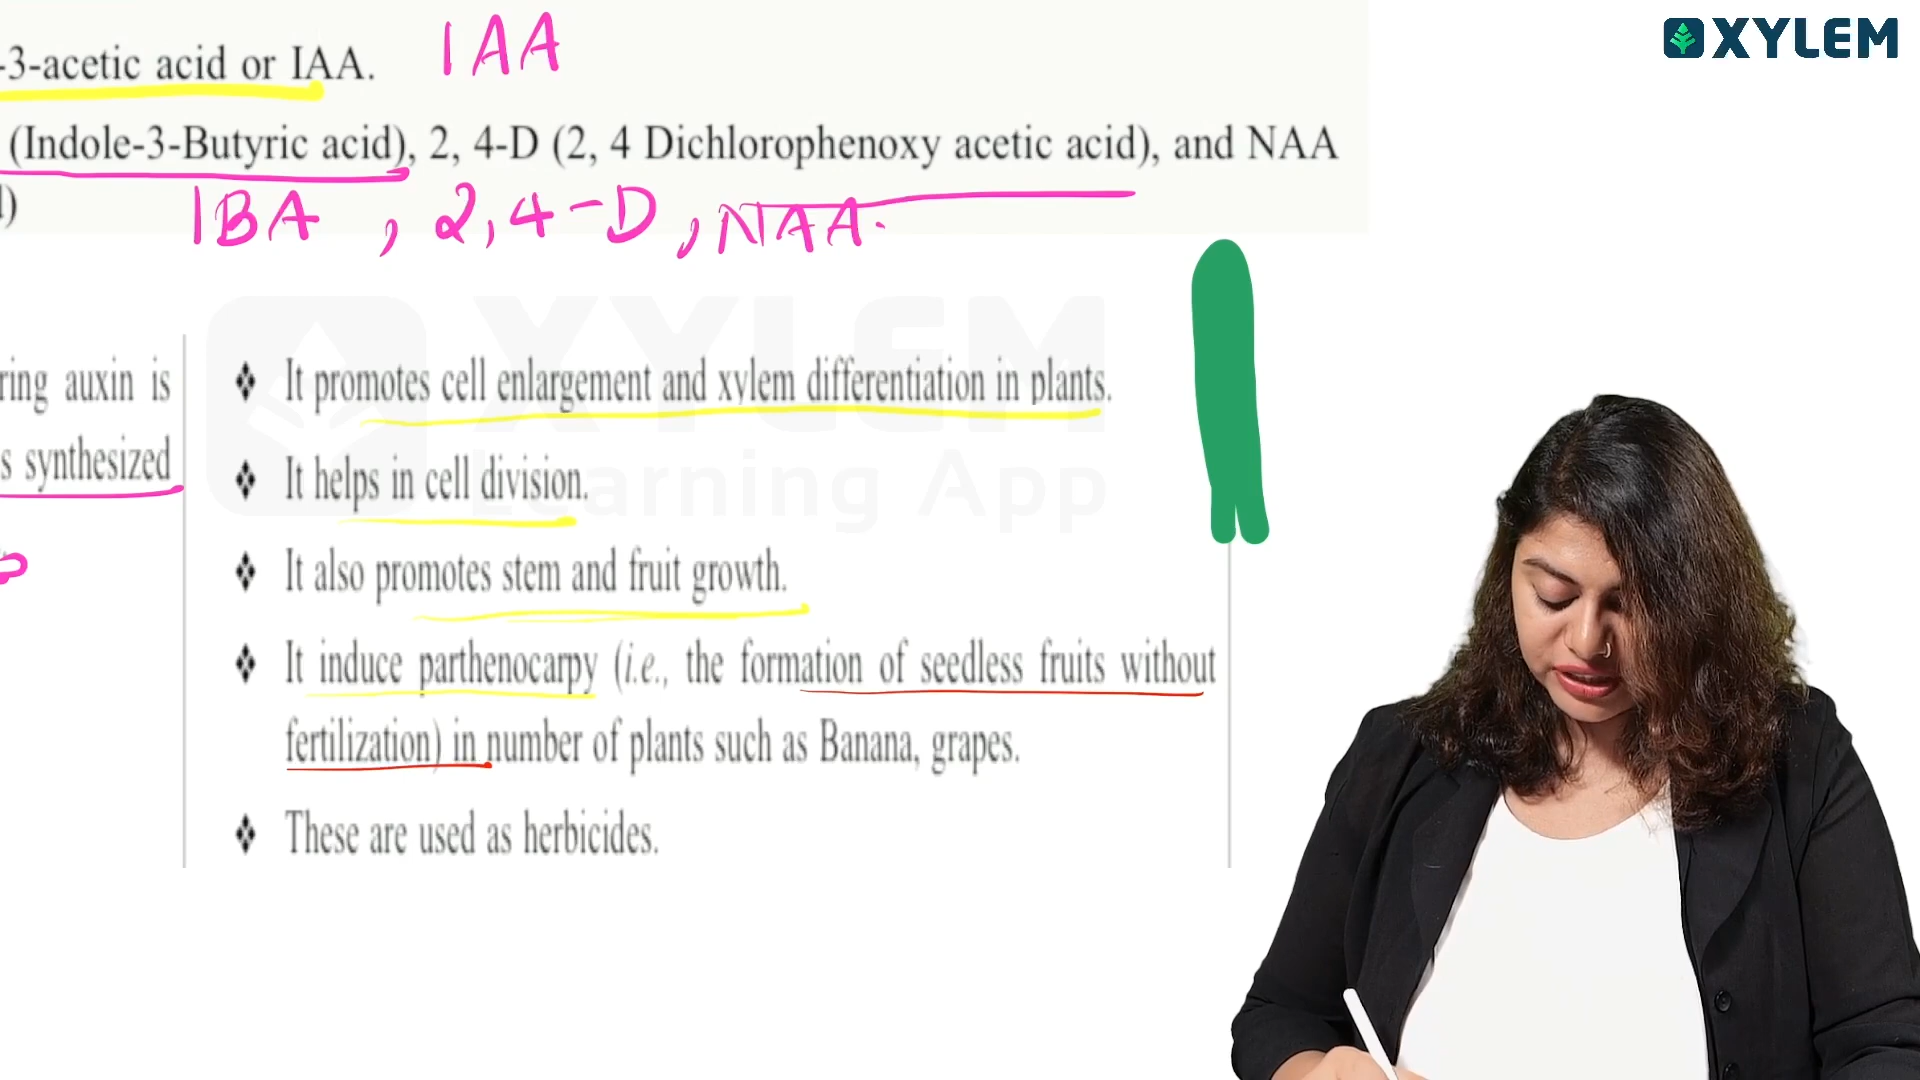 XYLEM
-3-acetic acid or IAA.
IAA
(Indole-3-Butyric acid), 2, 4-D (2, 4 Dichlorophenoxy acetic acid), and NAA
IBA , 2,4-D, NAA.
XYLEM
Learning App
ring auxin is
s synthesized
❖ It promotes cell enlargement and xylem differentiation in plants.
❖ It helps in cell division.
❖ It also promotes stem and fruit growth.
❖ It induce parthenocarpy (i.e., the formation of seedless fruits without
fertilization) in number of plants such as Banana, grapes.
❖ These are used as herbicides.